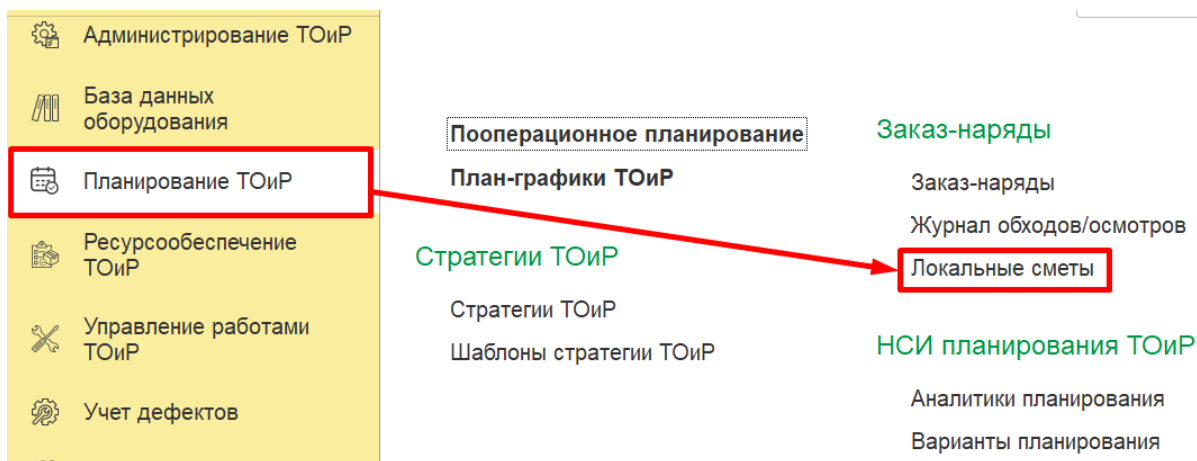 Администрирование ТОиР
База данных
оборудования
Планирование ТОиР
Ресурсообеспечение
ТОиР
Управление работами
ТОиР
Учет дефектов
Пооперационное планирование
План-графики ТОиР
Стратегии ТОиР
Стратегии ТОиР
Шаблоны стратегии ТОиР
Заказ-наряды
Заказ-наряды
Журнал обходов/осмотров
Локальные сметы
НСИ планирования ТОиР
Аналитики планирования
Варианты планирования